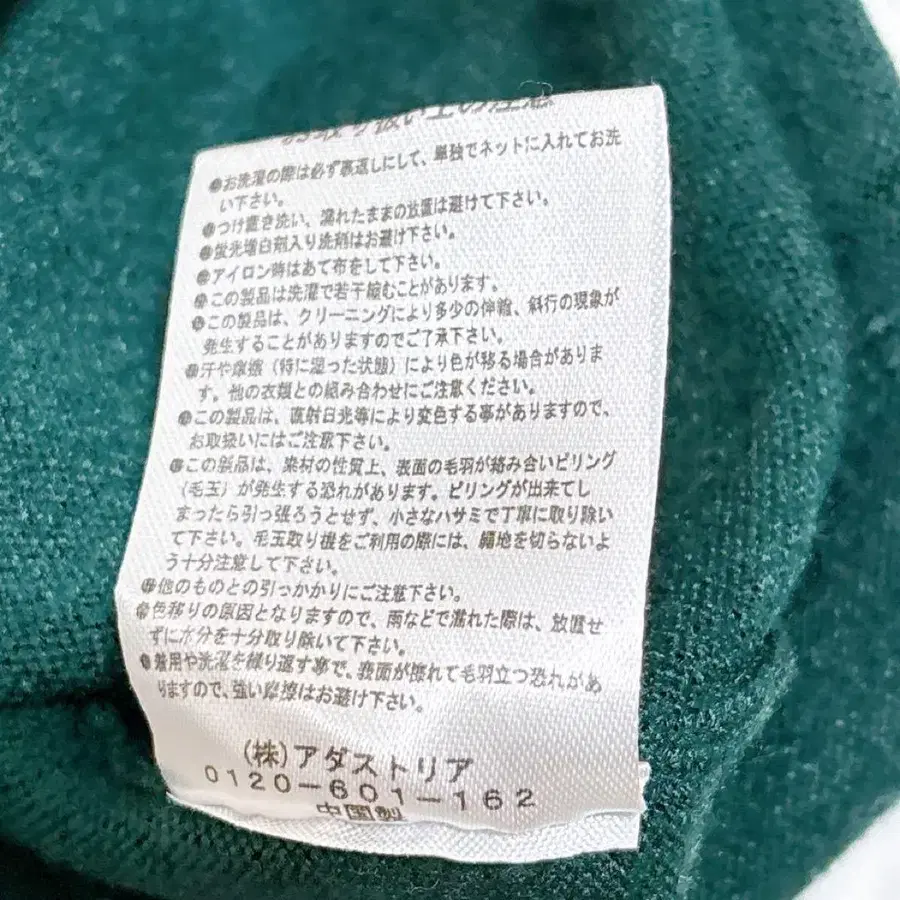 お取り扱い上の注意
●お洗濯の際は必ず裏返しにして、単独でネットに入れてお洗
い下さい。
●つけ置き洗い、濡れたままの放置は避けて下さい。
●蛍光増白剤入り洗剤はお避け下さい。
●アイロン時はあて布をして下さい。
●この製品は洗濯で若干縮むことがあります。
●この製品は、クリーニングにより多少の伸縮、斜行の現象が
発生することがありますのでご了承下さい。
●汗や摩擦（特に湿った状態）により色が移る場合がありま
す。他の衣類との組み合わせにご注意ください。
●この製品は、直射日光等により変色する事がありますので、
お取扱いにはご注意下さい。
●この製品は、素材の性質上、表面の毛羽が絡み合いピリング
（毛玉）が発生する恐れがあります。ピリングが出来てし
まったら引っ張ろうとせず、小さなハサミで丁寧に取り除い
て下さい。毛玉取り機をご利用の際には、編地を切らないよ
う十分注意して下さい。
●他のものとの引っかかりにご注意下さい。
●色移りの原因となりますので、雨などで濡れた際は、放置せ
ずに水分を十分取り除いて下さい。
●着用や洗濯を繰り返す事で、表面が擦れて毛羽立つ恐れがあ
りますので、強い摩擦はお避け下さい。
(株)アダストリア
0120-601-162
中国製